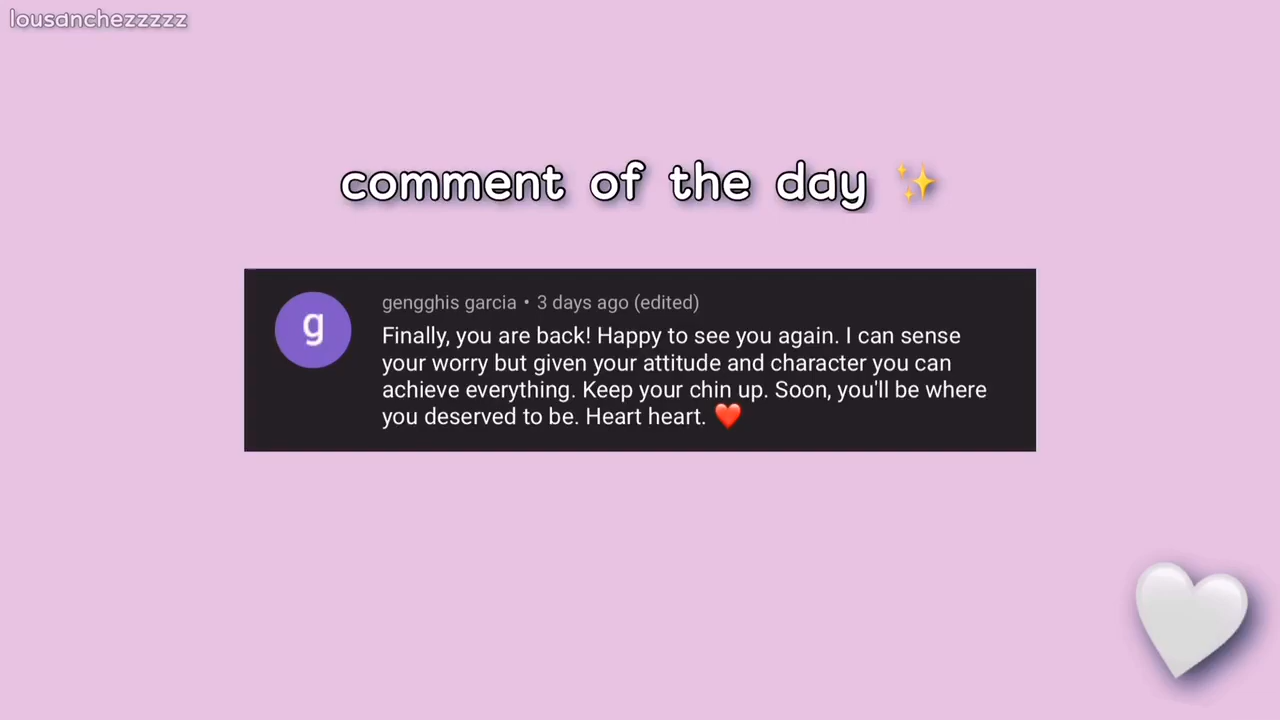 lousanchezzzzz
comment of the day ✨
g
gengghis garcia • 3 days ago (edited)
Finally, you are back! Happy to see you again. I can sense
your worry but given your attitude and character you can
achieve everything. Keep your chin up. Soon, you'll be where
you deserved to be. Heart heart. ❤️